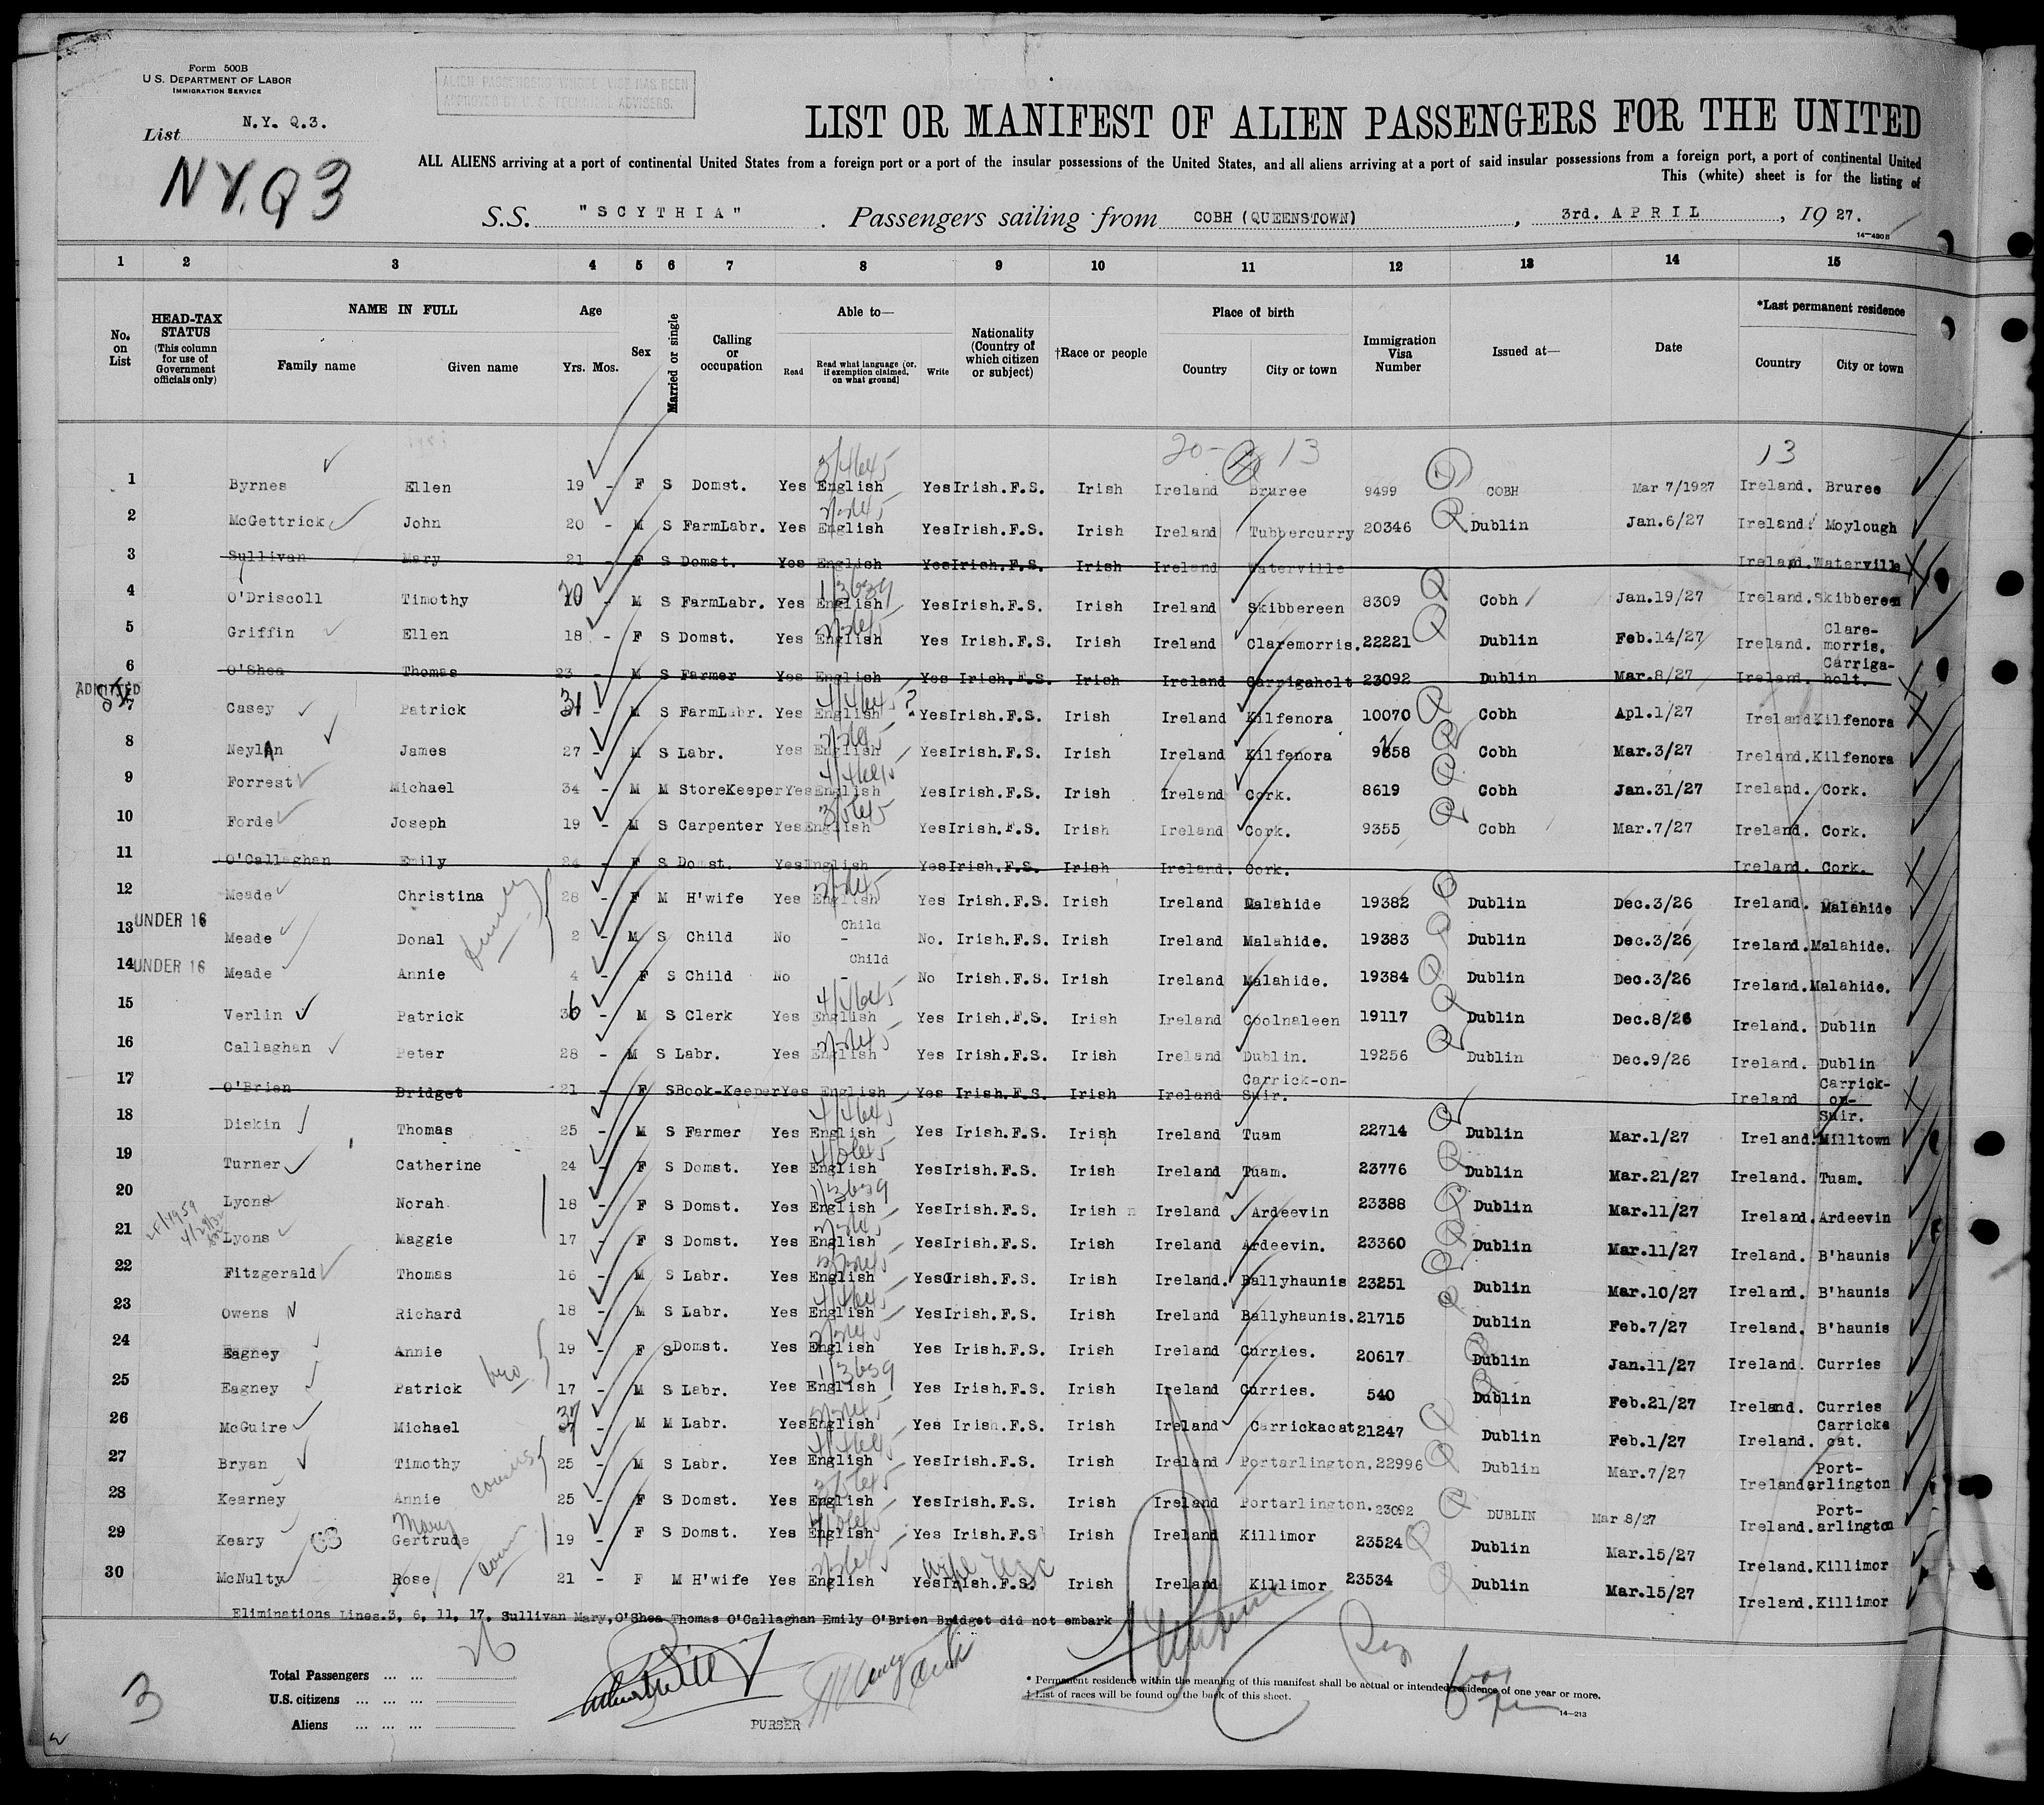 Form 500B
U.S. DEPARTMENT OF LABOR
IMMIGRATION SERVICE
ALIEN PASSENGERS WHOSE VISE HAS BEEN
APPROVED BY U. S. TECHNICAL ADVISERS.
List N.Y. Q.3.
N.Y.Q3
LIST OR MANIFEST OF ALIEN PASSENGERS FOR THE UNITED
ALL ALIENS arriving at a port of continental United States from a foreign port or a port of the insular possessions of the United States, and all aliens arriving at a port of said insular possessions from a foreign port, a port of continental United
This (white) sheet is for the listing of
S.S. "SCYTHIA" . Passengers sailing from COBH (QUEENSTOWN) , 3rd. APRIL , 19 27.
14-480B
1 2 3 4 5 6 7 8 9 10 11 12 13 14 15
No. on List
HEAD-TAX STATUS (This column for use of Government officials only)
NAME IN FULL
Family name Given name
Age
Yrs. Mos.
Sex
Married or single
Calling or occupation
Able to—
Read
Read what language (or, if exemption claimed, on what ground)
Write
Nationality (Country of which citizen or subject)
†Race or people
Place of birth
Country City or town
Immigration Visa Number
Issued at—
Date
*Last permanent residence
Country City or town
20- 13 13
1 Byrnes Ellen 19 - F S Domst. Yes English Yes Irish.F.S. Irish Ireland Bruree 9499 COBH Mar 7/1927 Ireland. Bruree
2 McGettrick John 20 - M S FarmLabr. Yes English Yes Irish.F.S. Irish Ireland Tubbercurry 20346 Dublin Jan.6/27 Ireland. Moylough
3 Sullivan Mary 21 - F S Domst. Yes English Yes Irish.F.S. Irish Ireland Waterville Ireland. Waterville
4 O'Driscoll Timothy 20 - M S FarmLabr. Yes English Yes Irish.F.S. Irish Ireland Skibbereen 8309 Cobh Jan.19/27 Ireland. Skibbereen
5 Griffin Ellen 18 - F S Domst. Yes English Yes Irish.F.S. Irish Ireland Claremorris. 22221 Dublin Feb.14/27 Ireland. Clare-morris.
6 O'Shea Thomas 23 - M S Farmer Yes English Yes Irish.F.S. Irish Ireland Carrigaholt 23092 Dublin Mar.8/27 Ireland. Carriga-holt.
ADMITTED
7 Casey Patrick 31 - M S FarmLabr. Yes English ? Yes Irish.F.S. Irish Ireland Kilfenora 10070 Cobh Apl.1/27 Ireland Kilfenora
8 Neylan James 27 - M S Labr. Yes English Yes Irish.F.S. Irish Ireland Kilfenora 9658 Cobh Mar.3/27 Ireland. Kilfenora
9 Forrest Michael 34 - M M StoreKeeper Yes English Yes Irish.F.S. Irish Ireland Cork. 8619 Cobh Jan.31/27 Ireland. Cork.
10 Forde Joseph 19 - M S Carpenter Yes English Yes Irish.F.S. Irish Ireland Cork. 9355 Cobh Mar.7/27 Ireland. Cork.
11 O'Callaghan Emily 24 - F S Domst. Yes English Yes Irish.F.S. Irish Ireland. Cork. Ireland. Cork.
12 Meade Christina family 28 - F M H'wife Yes English Yes Irish.F.S. Irish Ireland Malahide 19382 Dublin Dec.3/26 Ireland. Malahide
13 UNDER 16 Meade Donal 2 - M S Child No Child - No. Irish.F.S. Irish Ireland Malahide. 19383 Dublin Dec.3/26 Ireland. Malahide.
14 UNDER 16 Meade Annie 4 - F S Child No Child - No Irish.F.S. Irish Ireland Malahide. 19384 Dublin Dec.3/26 Ireland. Malahide.
15 Verlin Patrick 36 - M S Clerk Yes English Yes Irish.F.S. Irish Ireland Coolnaleen 19117 Dublin Dec.8/26 Ireland. Dublin
16 Callaghan Peter 28 - M S Labr. Yes English Yes Irish.F.S. Irish Ireland Dublin. 19256 Dublin Dec.9/26 Ireland. Dublin
17 O'Brien Bridget 21 - F S Book-Keeper Yes English Yes Irish.F.S. Irish Ireland Carrick-on-Suir. Ireland Carrick-on-Suir.
18 Diskin Thomas 25 - M S Farmer Yes English Yes Irish.F.S. Irish Ireland Tuam 22714 Dublin Mar.1/27 Ireland. Milltown
19 Turner Catherine 24 - F S Domst. Yes English Yes Irish.F.S. Irish Ireland Tuam. 23776 Dublin Mar.21/27 Ireland. Tuam.
20 Lyons Norah 18 - F S Domst. Yes English Yes Irish.F.S. Irish Ireland Ardeevin 23388 Dublin Mar.11/27 Ireland. Ardeevin
21 Lyons Maggie 17 - F S Domst. Yes English Yes Irish.F.S. Irish Ireland Ardeevin. 23360 Dublin Mar.11/27 Ireland. B'haunis
22 Fitzgerald Thomas 16 - M S Labr. Yes English Yes Irish.F.S. Irish Ireland. Ballyhaunis 23251 Dublin Mar.10/27 Ireland. B'haunis
23 Owens Richard 18 - M S Labr. Yes English Yes Irish.F.S. Irish Ireland Ballyhaunis. 21715 Dublin Feb.7/27 Ireland. B'haunis
24 Eagney Annie 19 - F S Domst. Yes English Yes Irish.F.S. Irish Ireland Curries. 20617 Dublin Jan.11/27 Ireland. Curries
25 Eagney Patrick bro. 17 - M S Labr. Yes English Yes Irish.F.S. Irish Ireland Curries. 540 Dublin Feb.21/27 Ireland. Curries
26 McGuire Michael 37 - M M Labr. Yes English Yes Irish.F.S. Irish Ireland Carrickacat 21247 Dublin Feb.1/27 Ireland. Carricka cat.
27 Bryan Timothy cousins 25 - M S Labr. Yes English Yes Irish.F.S. Irish Ireland Portarlington. 22996 Dublin Mar.7/27 Ireland. Port-arlington
28 Kearney Annie 25 - F S Domst. Yes English Yes Irish.F.S. Irish Ireland Portarlington. 23092 DUBLIN Mar 8/27 Ireland. Port-arlington
29 Keary Mary Gertrude 19 - F S Domst. Yes English Yes Irish.F.S Irish Ireland Killimor 23524 Dublin Mar.15/27 Ireland. Killimor
30 McNulty Rose 21 - F M H'wife Yes English Yes Irish.F.S. Irish Ireland Killimor 23534 Dublin Mar.15/27 Ireland. Killimor
Eliminations Lines.3, 6, 11, 17, Sullivan Mary, O'Shea Thomas O'Callaghan Emily O'Brien Bridget did not embark
Total Passengers ... ... 26
U.S. citizens ... ... ...
Aliens ... ... ...
3
PURSER
* Permanent residence within the meaning of this manifest shall be actual or intended residence of one year or more.
† List of races will be found on the back of this sheet.
14-213